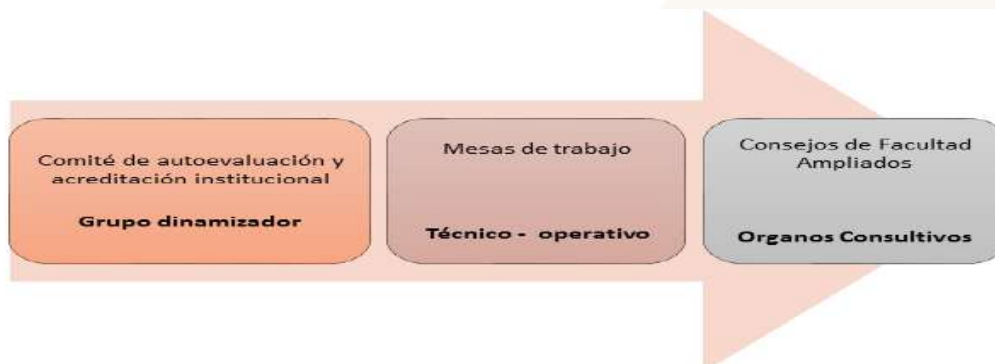 Comité de autoevaluación y
acreditación institucional
Grupo dinamizador
Mesas de trabajo
Técnico - operativo
Consejos de Facultad
Ampliados
Organos Consultivos